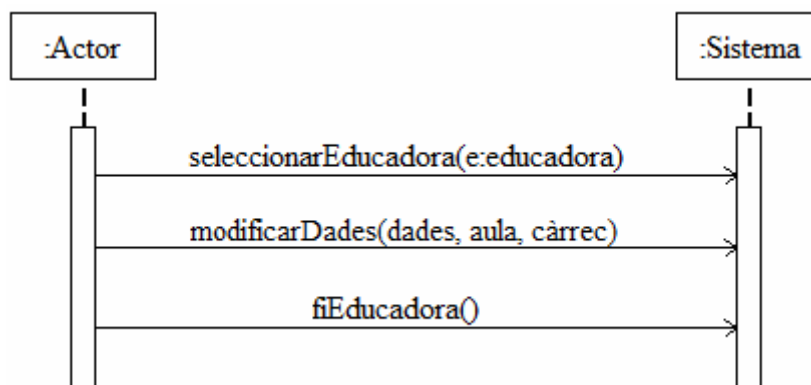 :Actor
:Sistema
seleccionarEducadora(e:educadora)
modificarDades(dades, aula, càrrec)
fiEducadora()